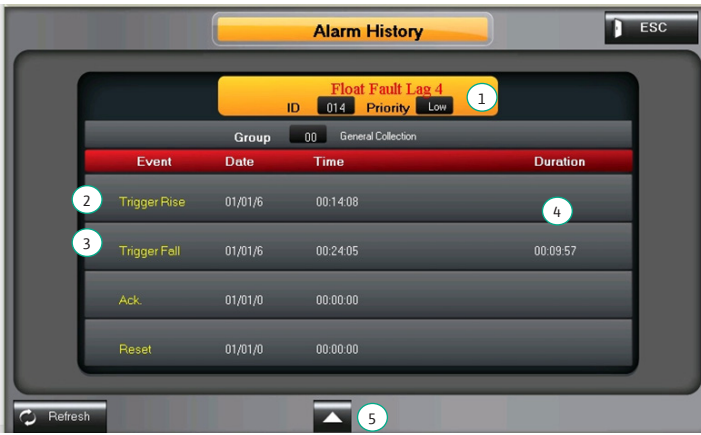 Alarm History
ESC
Float Fault Lag 4
ID 014 Priority Low
1
Group 00 General Collection
Event Date Time Duration
2 Trigger Rise 01/01/6 00:14:08
4
3 Trigger Fall 01/01/6 00:24:05 00:09:57
Ack. 01/01/0 00:00:00
Reset 01/01/0 00:00:00
Refresh
5